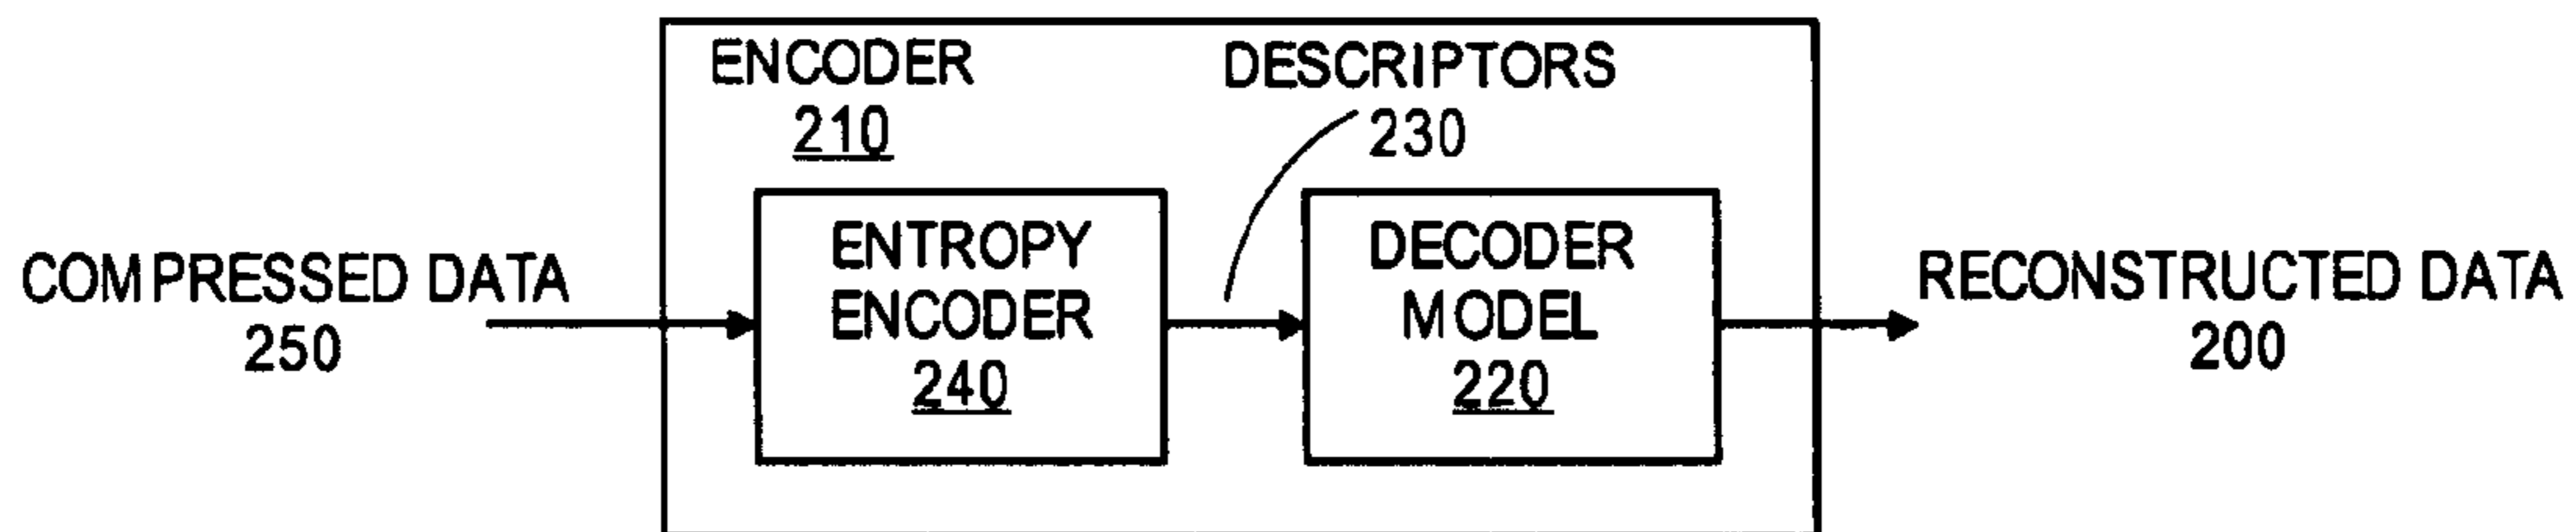 ENCODER
210
DESCRIPTORS
230
COMPRESSED DATA
250
ENTROPY
ENCODER
240
DECODER
MODEL
220
RECONSTRUCTED DATA
200